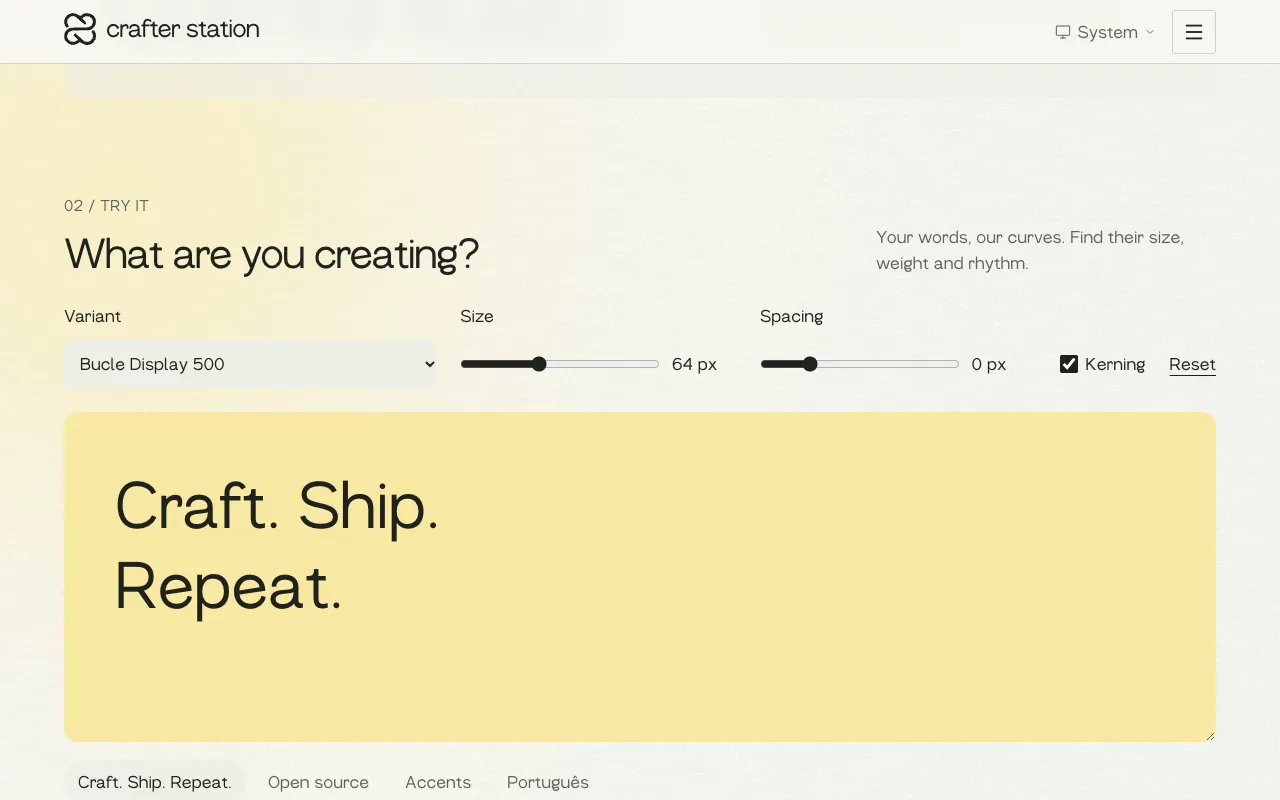 crafter station
System
02 / TRY IT
What are you creating?
Your words, our curves. Find their size,
weight and rhythm.
Variant
Size
Spacing
Bucle Display 500
64 px
0 px
Kerning
Reset
Craft. Ship.
Repeat.
Craft. Ship. Repeat.
Open source
Accents
Português